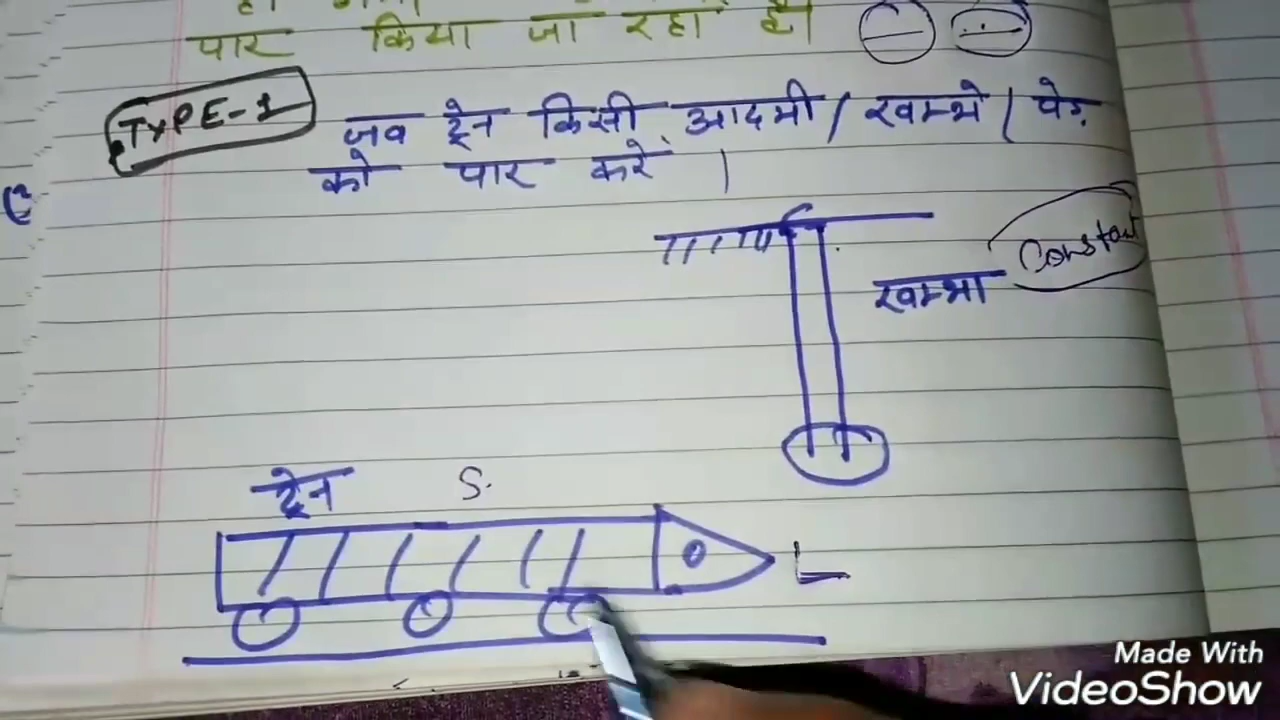 पार किया जा रहा है।
TYPE-1
जब ट्रेन किसी आदमी / खम्भे / पेड़
को पार करे ।
खम्भा
Constant
ट्रेन
S.
L
Made With
VideoShow